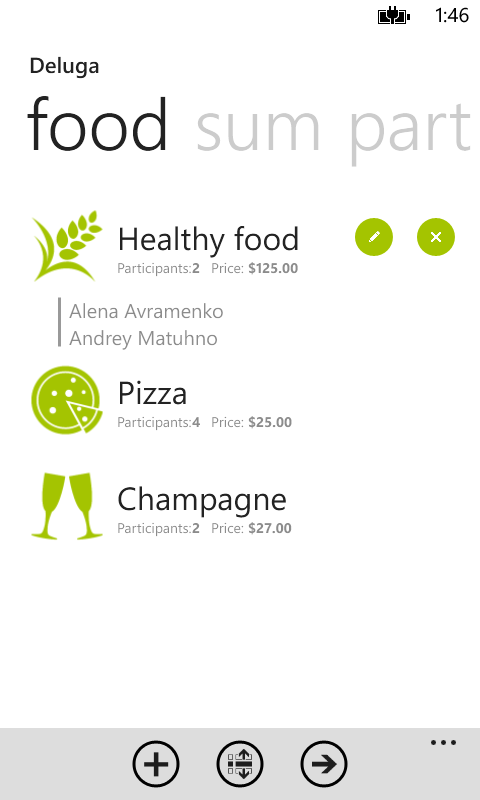 1:46
Deluga
food sum part
Healthy food
Participants:2 Price: $125.00
Alena Avramenko
Andrey Matuhno
Pizza
Participants:4 Price: $25.00
Champagne
Participants:2 Price: $27.00